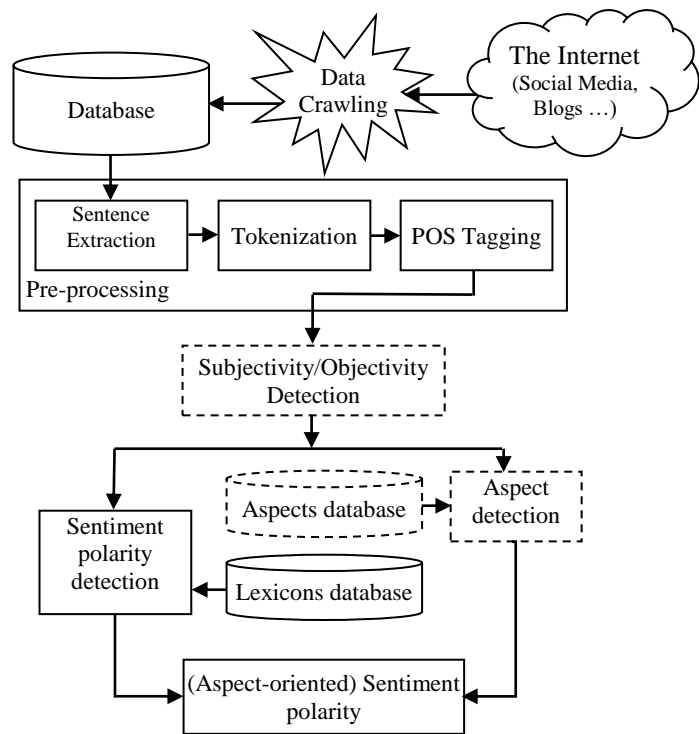 The Internet
(Social Media,
Blogs …)
Data
Crawling
Database
Sentence
Extraction
Tokenization
POS Tagging
Pre-processing
Subjectivity/Objectivity
Detection
Aspects database
Aspect
detection
Sentiment
polarity
detection
Lexicons database
(Aspect-oriented) Sentiment
polarity